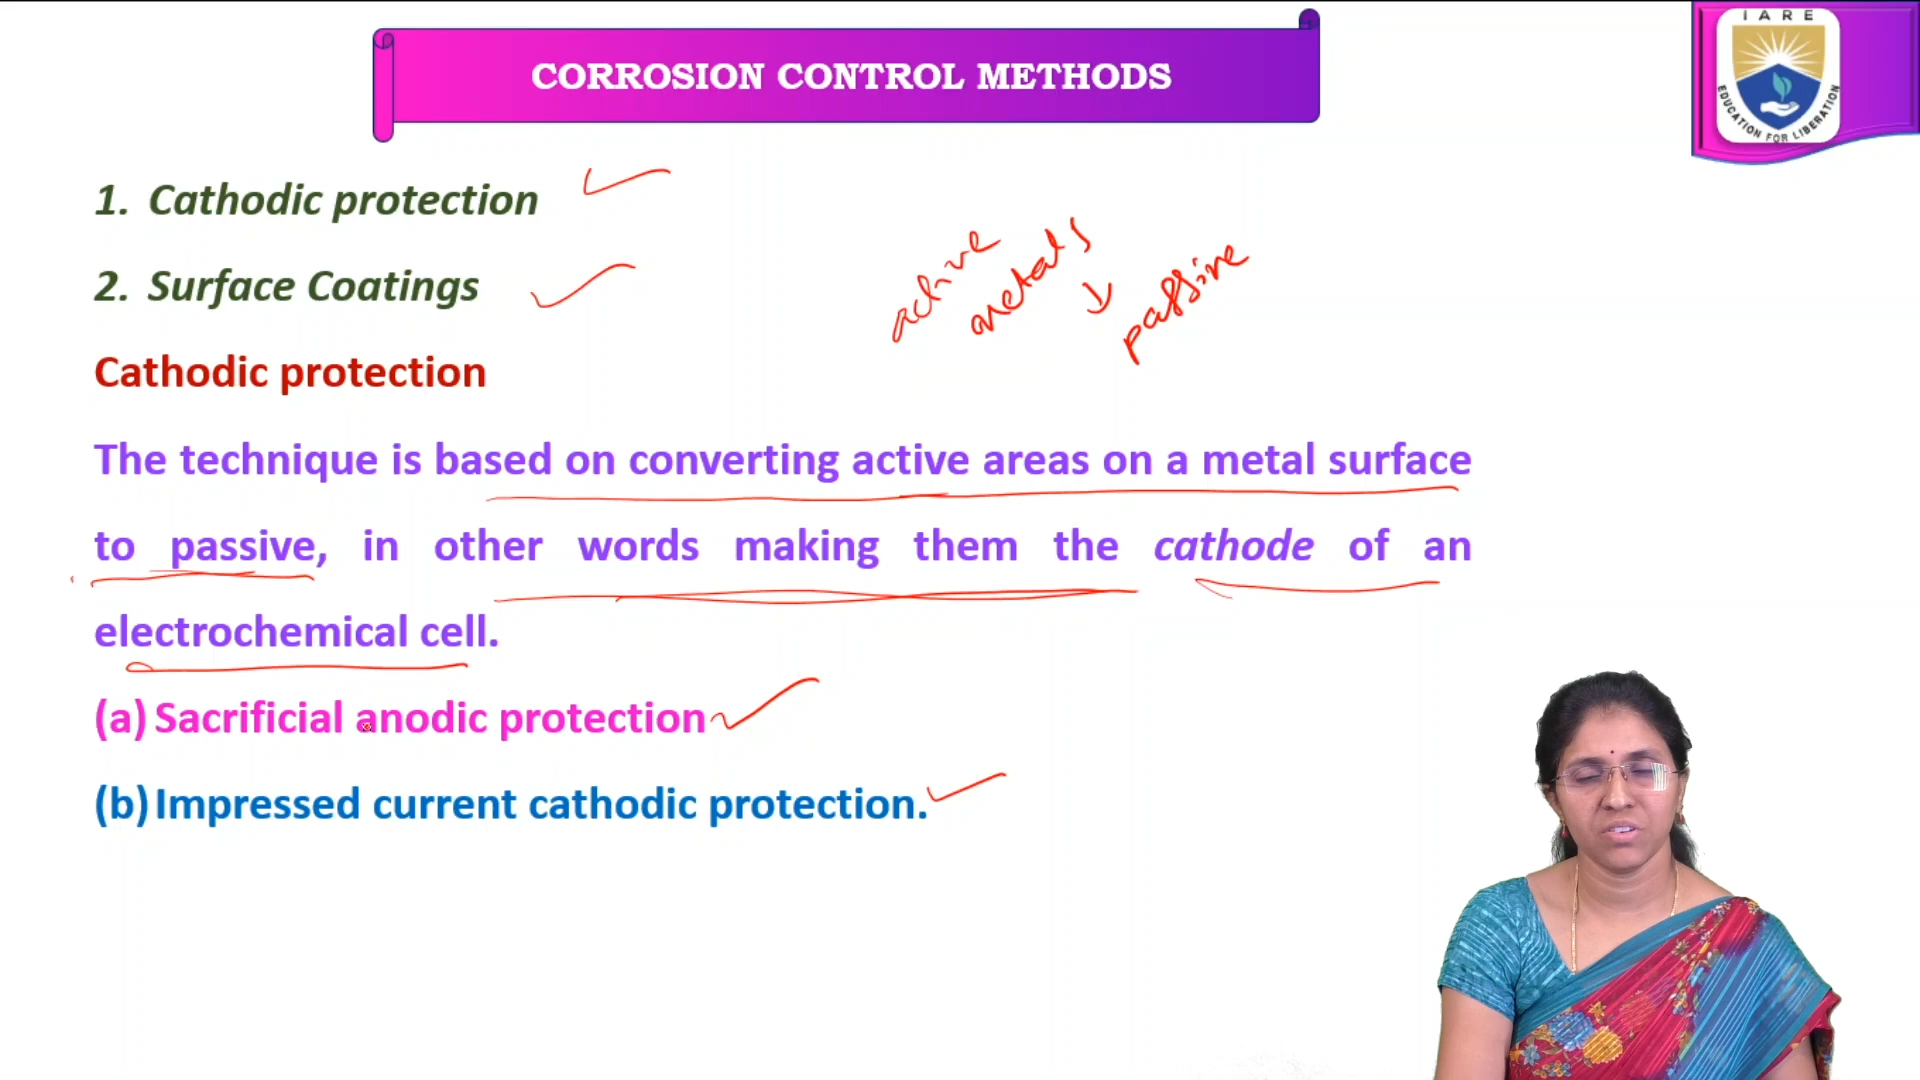 IARE
EDUCATION FOR LIBERATION
CORROSION CONTROL METHODS
1. Cathodic protection
2. Surface Coatings
active
metals
↓
passive
Cathodic protection
The technique is based on converting active areas on a metal surface
to passive, in other words making them the cathode of an
electrochemical cell.
(a) Sacrificial anodic protection
(b) Impressed current cathodic protection.